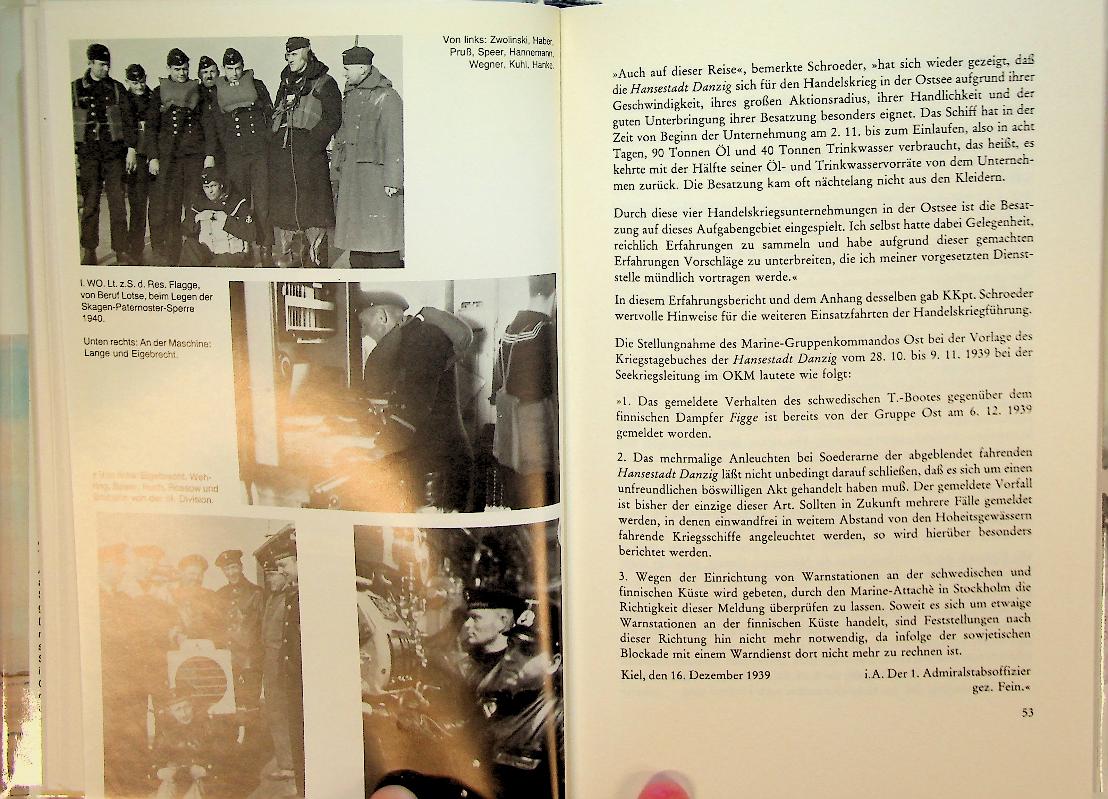 Von links: Zwolinski, Haber,
Pruß, Speer, Hannemann,
Wegner, Kuhl, Hanke.
I. WO. Lt. z.S. d. Res. Flagge,
von Beruf Lotse, beim Legen der
Skagen-Paternoster-Sperre
1940.
Unten rechts: An der Maschine:
Lange und Eigebrecht.
Eigebrecht, Weh-
und
von der III. Division.
»Auch auf dieser Reise«, bemerkte Schroeder, »hat sich wieder gezeigt, daß
die Hansestadt Danzig sich für den Handelskrieg in der Ostsee aufgrund ihrer
Geschwindigkeit, ihres großen Aktionsradius, ihrer Handlichkeit und der
guten Unterbringung ihrer Besatzung besonders eignet. Das Schiff hat in der
Zeit von Beginn der Unternehmung am 2. 11. bis zum Einlaufen, also in acht
Tagen, 90 Tonnen Öl und 40 Tonnen Trinkwasser verbraucht, das heißt, es
kehrte mit der Hälfte seiner Öl- und Trinkwasservorräte von dem Unterneh-
men zurück. Die Besatzung kam oft nächtelang nicht aus den Kleidern.
Durch diese vier Handelskriegsunternehmungen in der Ostsee ist die Besat-
zung auf dieses Aufgabengebiet eingespielt. Ich selbst hatte dabei Gelegenheit,
reichlich Erfahrungen zu sammeln und habe aufgrund dieser gemachten
Erfahrungen Vorschläge zu unterbreiten, die ich meiner vorgesetzten Dienst-
stelle mündlich vortragen werde.«
In diesem Erfahrungsbericht und dem Anhang desselben gab KKpt. Schroeder
wertvolle Hinweise für die weiteren Einsatzfahrten der Handelskriegführung.
Die Stellungnahme des Marine-Gruppenkommandos Ost bei der Vorlage des
Kriegstagebuches der Hansestadt Danzig vom 28. 10. bis 9. 11. 1939 bei der
Seekriegsleitung im OKM lautete wie folgt:
»1. Das gemeldete Verhalten des schwedischen T.-Bootes gegenüber dem
finnischen Dampfer Figge ist bereits von der Gruppe Ost am 6. 12. 1939
gemeldet worden.
2. Das mehrmalige Anleuchten bei Soederarne der abgeblendet fahrenden
Hansestadt Danzig läßt nicht unbedingt darauf schließen, daß es sich um einen
unfreundlichen böswilligen Akt gehandelt haben muß. Der gemeldete Vorfall
ist bisher der einzige dieser Art. Sollten in Zukunft mehrere Fälle gemeldet
werden, in denen einwandfrei in weitem Abstand von den Hoheitsgewässern
fahrende Kriegsschiffe angeleuchtet werden, so wird hierüber besonders
berichtet werden.
3. Wegen der Einrichtung von Warnstationen an der schwedischen und
finnischen Küste wird gebeten, durch den Marine-Attachè in Stockholm die
Richtigkeit dieser Meldung überprüfen zu lassen. Soweit es sich um etwaige
Warnstationen an der finnischen Küste handelt, sind Feststellungen nach
dieser Richtung hin nicht mehr notwendig, da infolge der sowjetischen
Blockade mit einem Warndienst dort nicht mehr zu rechnen ist.
Kiel, den 16. Dezember 1939 i.A. Der 1. Admiralstabsoffizier
gez. Fein.«
53